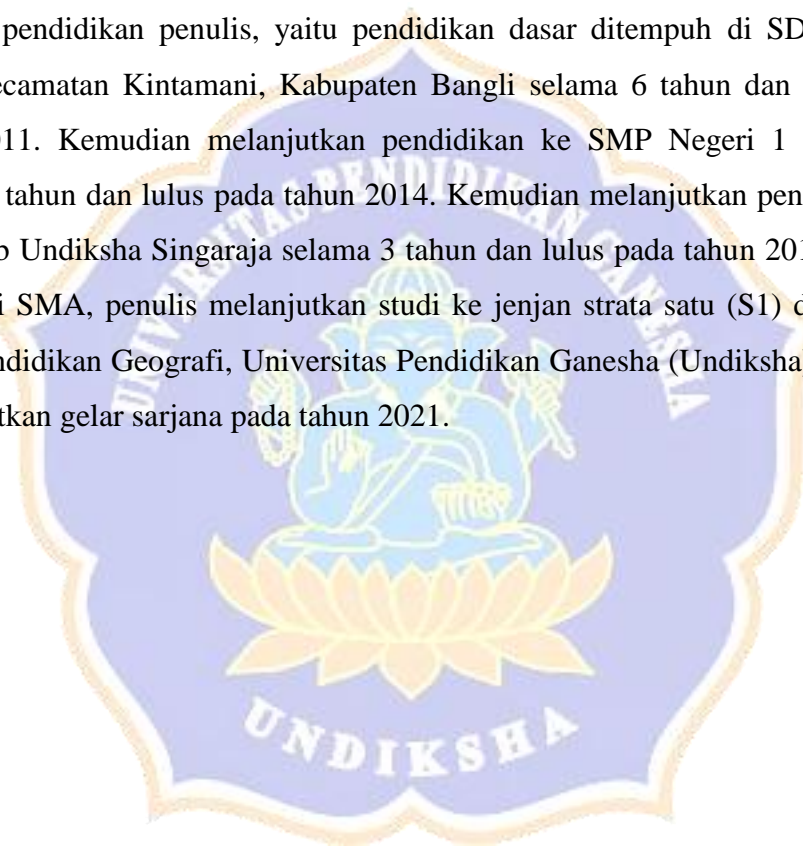 pendidikan penulis, yaitu pendidikan dasar ditempuh di SD
ecamatan Kintamani, Kabupaten Bangli selama 6 tahun dan
011. Kemudian melanjutkan pendidikan ke SMP Negeri 1
tahun dan lulus pada tahun 2014. Kemudian melanjutkan pen
b Undiksha Singaraja selama 3 tahun dan lulus pada tahun 201
i SMA, penulis melanjutkan studi ke jenjan strata satu (S1) d
ndidikan Geografi, Universitas Pendidikan Ganesha (Undiksha
tkan gelar sarjana pada tahun 2021.
UNIVERSITAS PENDIDIKAN GANESHA
UNDIKSHA